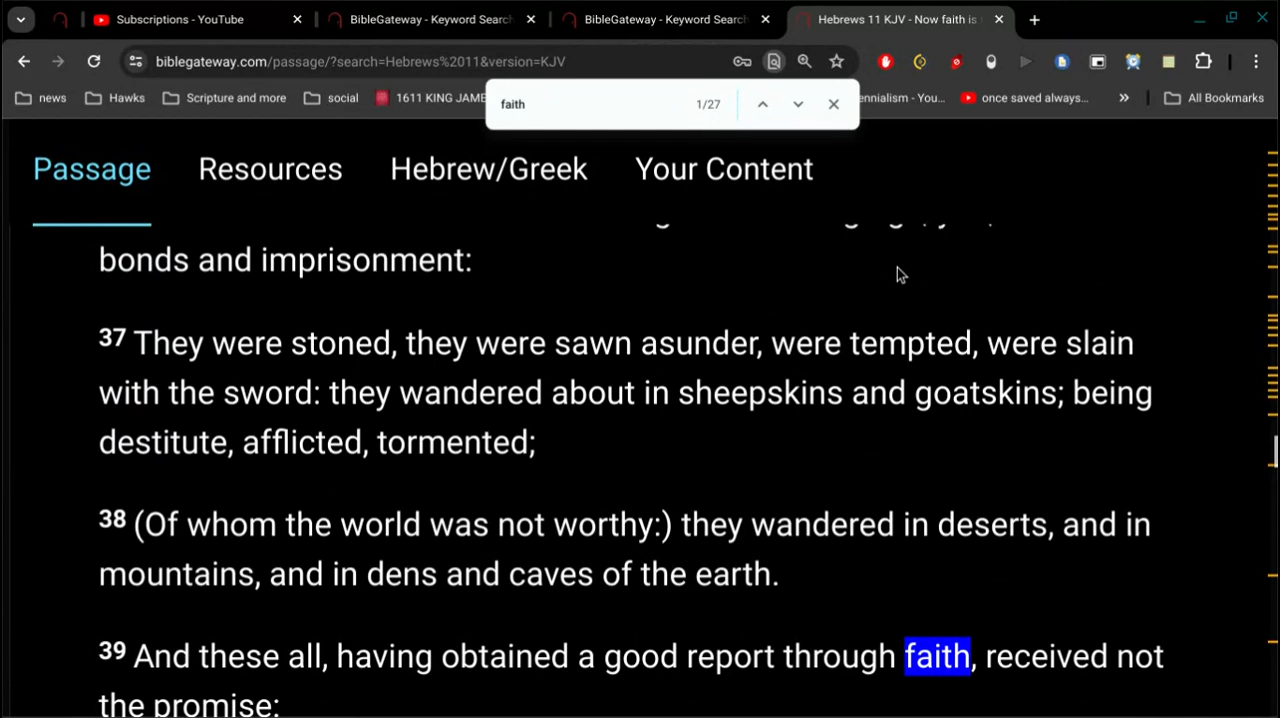 Subscriptions - YouTube
BibleGateway - Keyword Search
BibleGateway - Keyword Search
Hebrews 11 KJV - Now faith is
biblegateway.com/passage/?search=Hebrews%2011&version=KJV
news
Hawks
Scripture and more
social
1611 KING JAME
ennialism - You...
once saved always...
»
All Bookmarks
faith
1/27
Passage
Resources
Hebrew/Greek
Your Content
bonds and imprisonment:
37 They were stoned, they were sawn asunder, were tempted, were slain
with the sword: they wandered about in sheepskins and goatskins; being
destitute, afflicted, tormented;
38 (Of whom the world was not worthy:) they wandered in deserts, and in
mountains, and in dens and caves of the earth.
39 And these all, having obtained a good report through faith, received not
the promise: